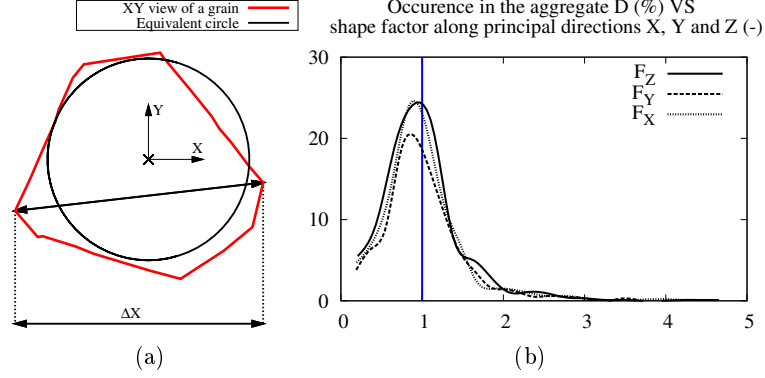 XY view of a grain
Equivalent circle
Y
X
ΔX
(a)
Occurence in the aggregate D (%) VS
shape factor along principal directions X, Y and Z (-)
30
20
10
0
0 1 2 3 4 5
F_Z
F_Y
F_X
(b)